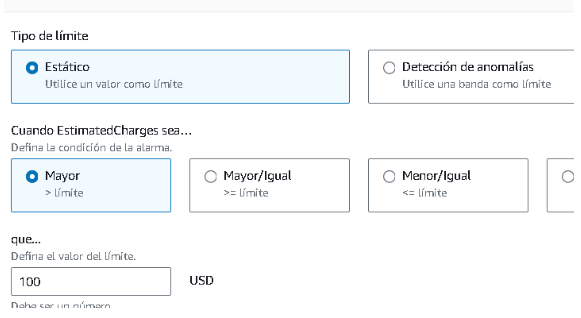 Tipo de límite
Estático
Utilice un valor como límite
Detección de anomalías
Utilice una banda como límite
Cuando EstimatedCharges sea...
Defina la condición de la alarma.
Mayor
> límite
Mayor/Igual
>= límite
Menor/Igual
<= límite
que...
Defina el valor del límite.
100
USD
Debe ser un número